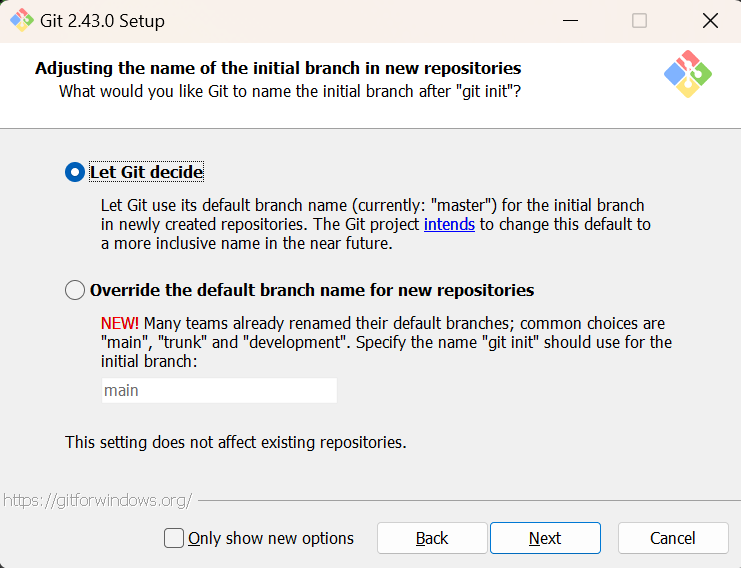 Git 2.43.0 Setup
Adjusting the name of the initial branch in new repositories
What would you like Git to name the initial branch after "git init"?
Let Git decide
Let Git use its default branch name (currently: "master") for the initial branch
in newly created repositories. The Git project intends to change this default to
a more inclusive name in the near future.
Override the default branch name for new repositories
NEW! Many teams already renamed their default branches; common choices are
"main", "trunk" and "development". Specify the name "git init" should use for the
initial branch:
main
This setting does not affect existing repositories.
https://gitforwindows.org/
Only show new options
Back
Next
Cancel